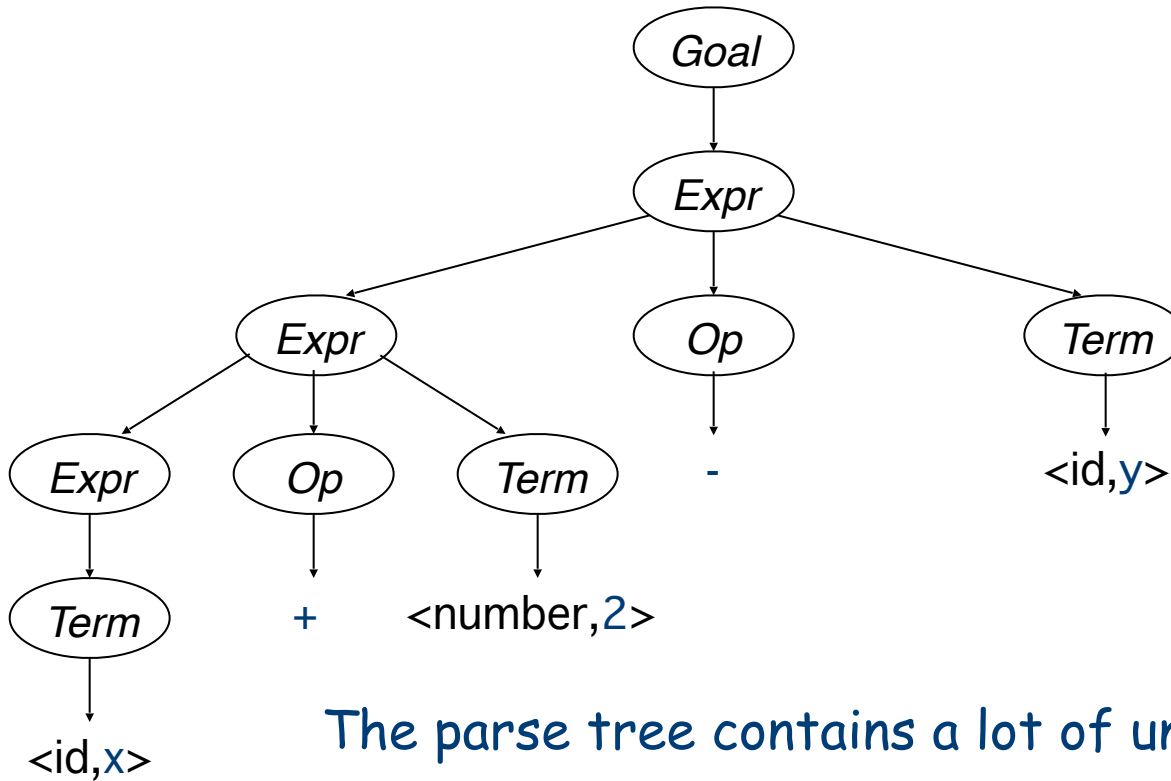 Goal
Expr
Expr Op Term
Expr Op Term - <id,y>
Term + <number,2>
<id,x>
The parse tree contains a lot of